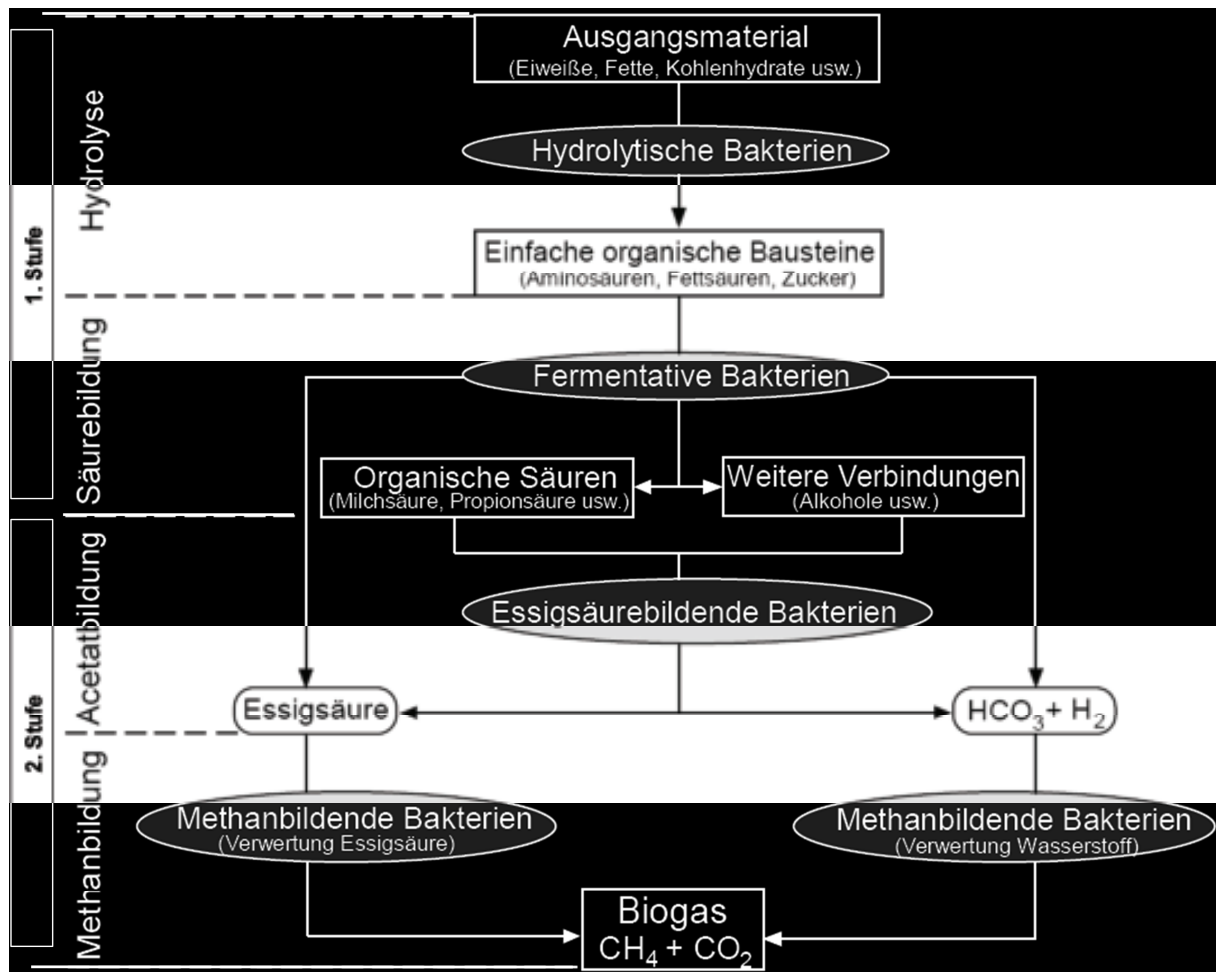 Ausgangsmaterial
(Eiweiße, Fette, Kohlenhydrate usw.)
Hydrolyse
Hydrolytische Bakterien
1. Stufe
Einfache organische Bausteine
(Aminosäuren, Fettsäuren, Zucker)
Säurebildung
Fermentative Bakterien
Organische Säuren
(Milchsäure, Propionsäure usw.)
Weitere Verbindungen
(Alkohole usw.)
2. Stufe
Acetatbildung
Essigsäurebildende Bakterien
Essigsäure
HCO3 + H2
Methanbildung
Methanbildende Bakterien
(Verwertung Essigsäure)
Methanbildende Bakterien
(Verwertung Wasserstoff)
Biogas
CH4 + CO2